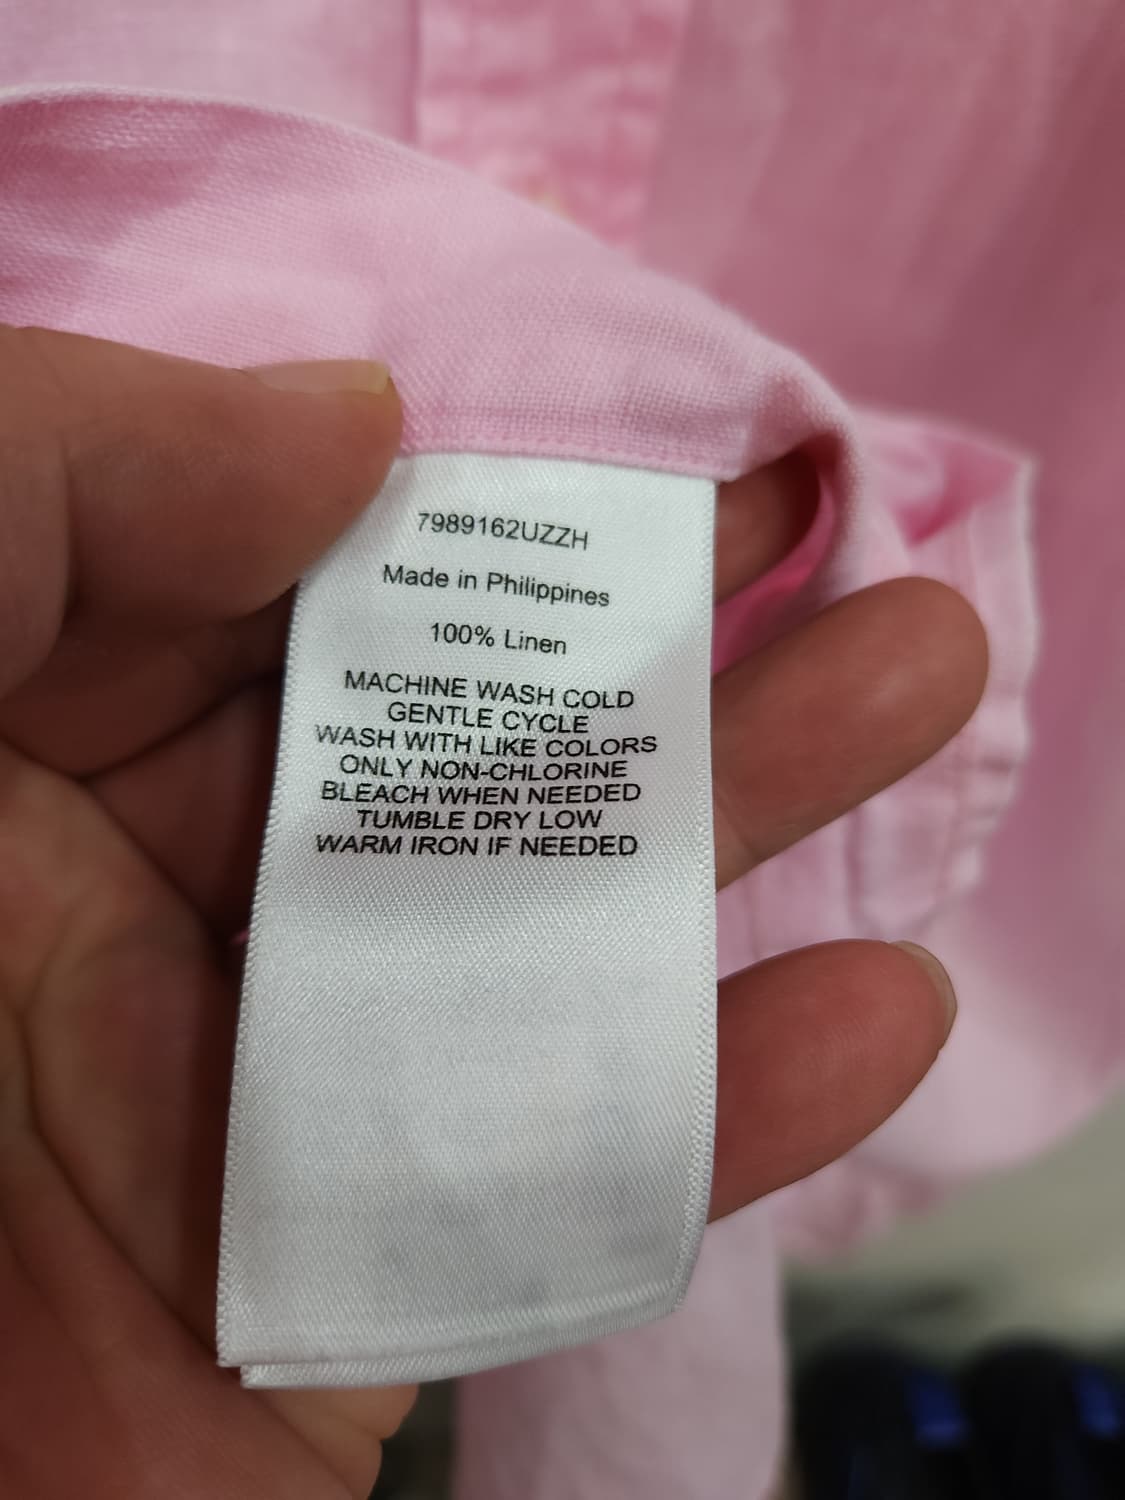 7989162UZZH
Made in Philippines
100% Linen
MACHINE WASH COLD
GENTLE CYCLE
WASH WITH LIKE COLORS
ONLY NON-CHLORINE
BLEACH WHEN NEEDED
TUMBLE DRY LOW
WARM IRON IF NEEDED